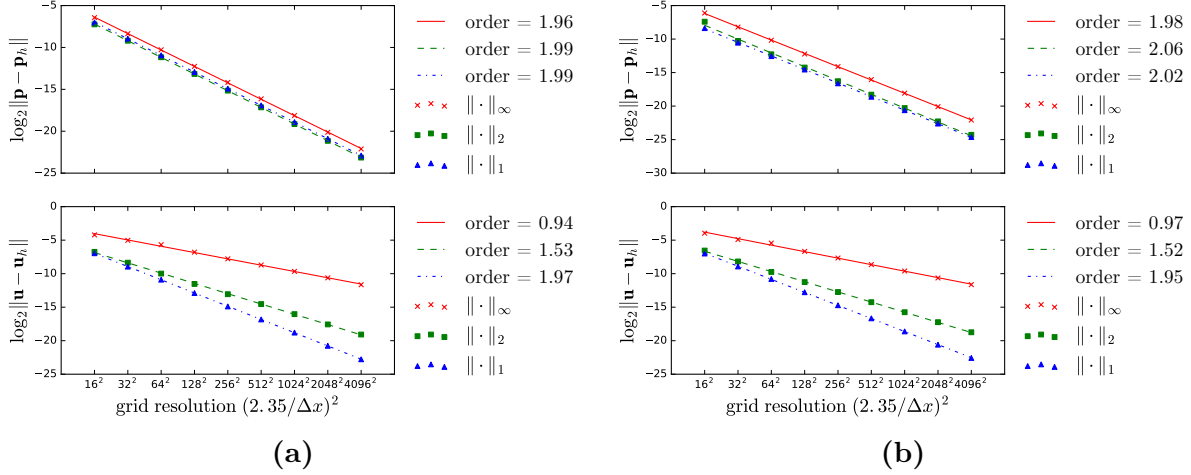 −5
−10
−15
−20
−25
log₂‖p − pₕ‖
order = 1.96
order = 1.99
order = 1.99
‖·‖∞
‖·‖₂
‖·‖₁
0
−5
−10
−15
−20
−25
log₂‖u − uₕ‖
16² 32² 64² 128² 256² 512² 1024² 2048² 4096²
grid resolution (2.35/Δx)²
order = 0.94
order = 1.53
order = 1.97
‖·‖∞
‖·‖₂
‖·‖₁
(a)
−5
−10
−15
−20
−25
−30
log₂‖p − pₕ‖
order = 1.98
order = 2.06
order = 2.02
‖·‖∞
‖·‖₂
‖·‖₁
0
−5
−10
−15
−20
−25
log₂‖u − uₕ‖
16² 32² 64² 128² 256² 512² 1024² 2048² 4096²
grid resolution (2.35/Δx)²
order = 0.97
order = 1.52
order = 1.95
‖·‖∞
‖·‖₂
‖·‖₁
(b)